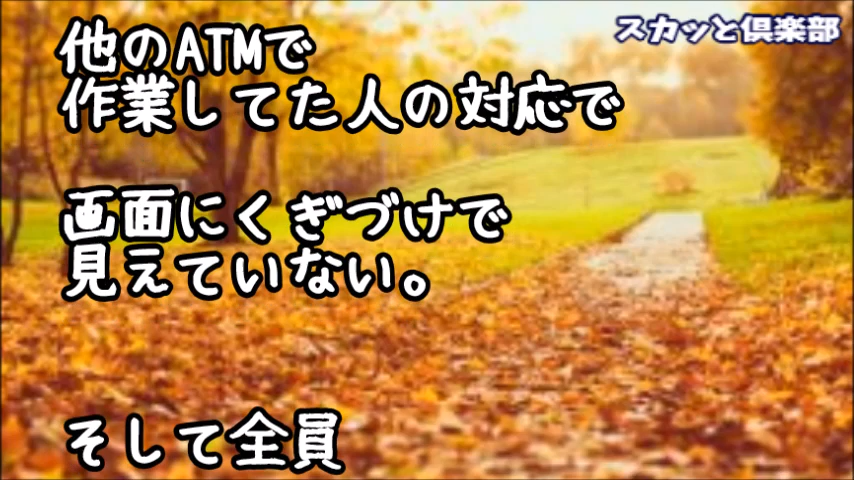 スカッと倶楽部
他のATMで
作業してた人の対応で
画面にくぎづけで
見えていない。
そして全員